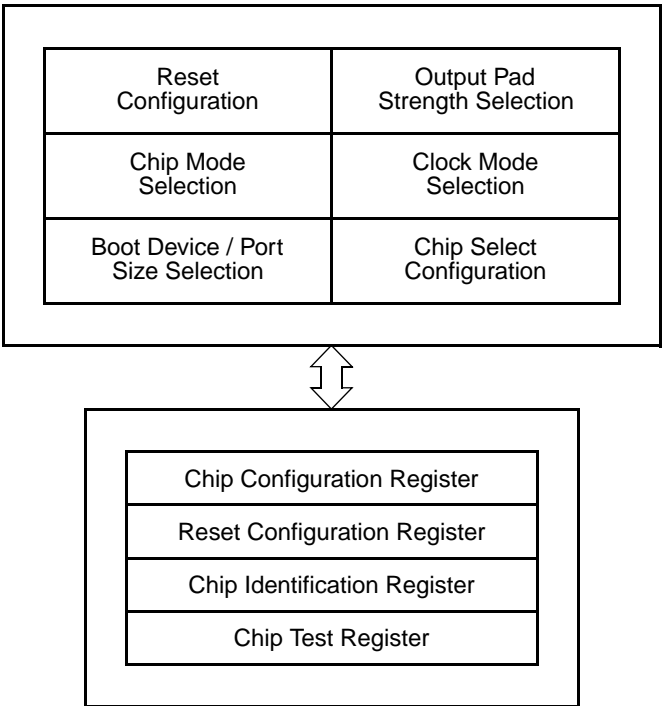 Reset
Configuration
Output Pad
Strength Selection
Chip Mode
Selection
Clock Mode
Selection
Boot Device / Port
Size Selection
Chip Select
Configuration
Chip Configuration Register
Reset Configuration Register
Chip Identification Register
Chip Test Register